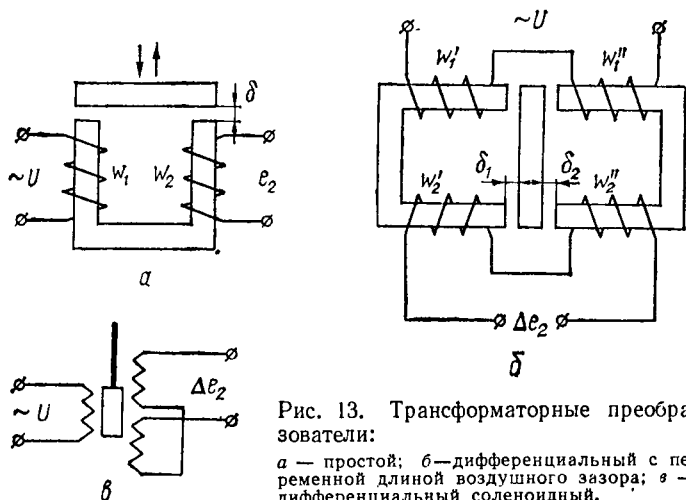 δ
~U
W₁
W₂
e₂
а
~U
W₁′
W₁″
δ₁
δ₂
W₂′
W₂″
Δe₂
б
~U
Δe₂
в
Рис. 13. Трансформаторные преобра
зователи:
а — простой; б—дифференциальный с пе
ременной длиной воздушного зазора; в —
дифференциальный соленоидный.